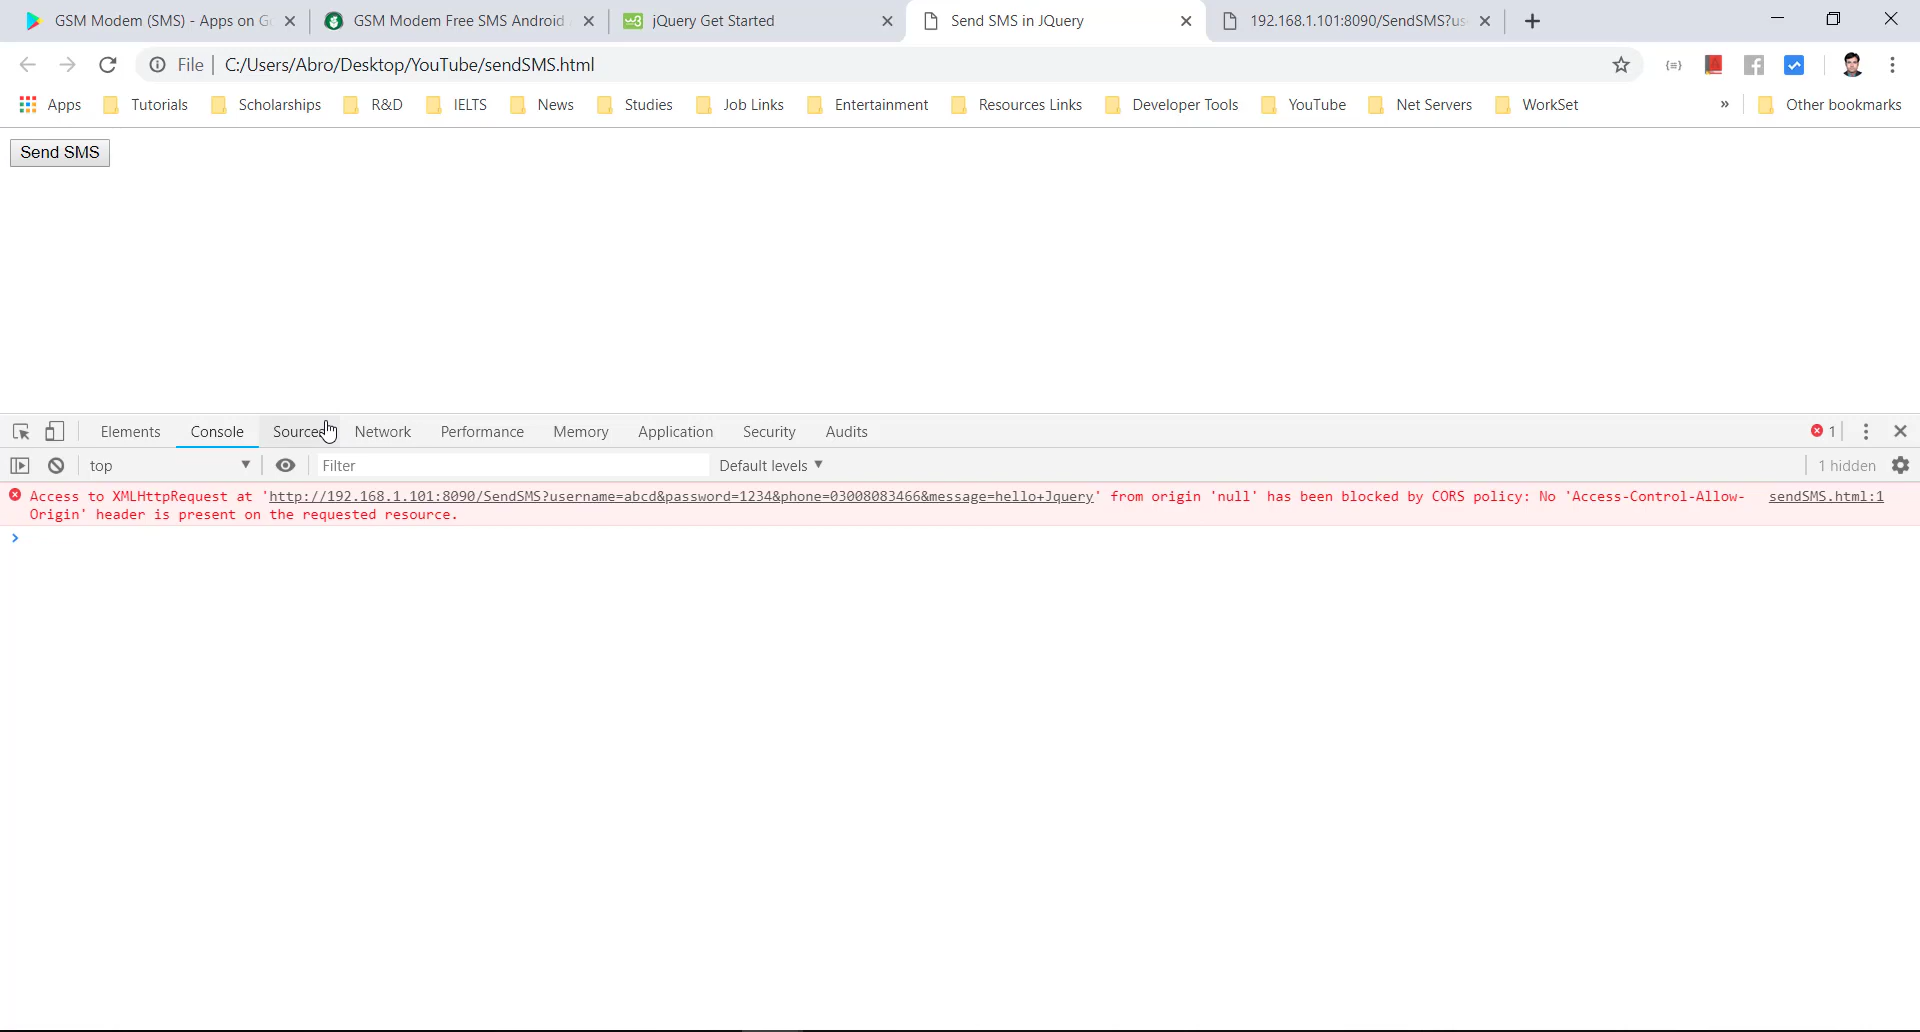 GSM Modem (SMS) - Apps on G
GSM Modem Free SMS Android
w3
jQuery Get Started
Send SMS in JQuery
192.168.1.101:8090/SendSMS?us
File
C:/Users/Abro/Desktop/YouTube/sendSMS.html
Apps
Tutorials
Scholarships
R&D
IELTS
News
Studies
Job Links
Entertainment
Resources Links
Developer Tools
YouTube
Net Servers
WorkSet
»
Other bookmarks
Send SMS
Elements
Console
Sources
Network
Performance
Memory
Application
Security
Audits
1
top
Filter
Default levels
1 hidden
Access to XMLHttpRequest at 'http://192.168.1.101:8090/SendSMS?username=abcd&password=1234&phone=03008083466&message=hello+Jquery' from origin 'null' has been blocked by CORS policy: No 'Access-Control-Allow-
Origin' header is present on the requested resource.
sendSMS.html:1